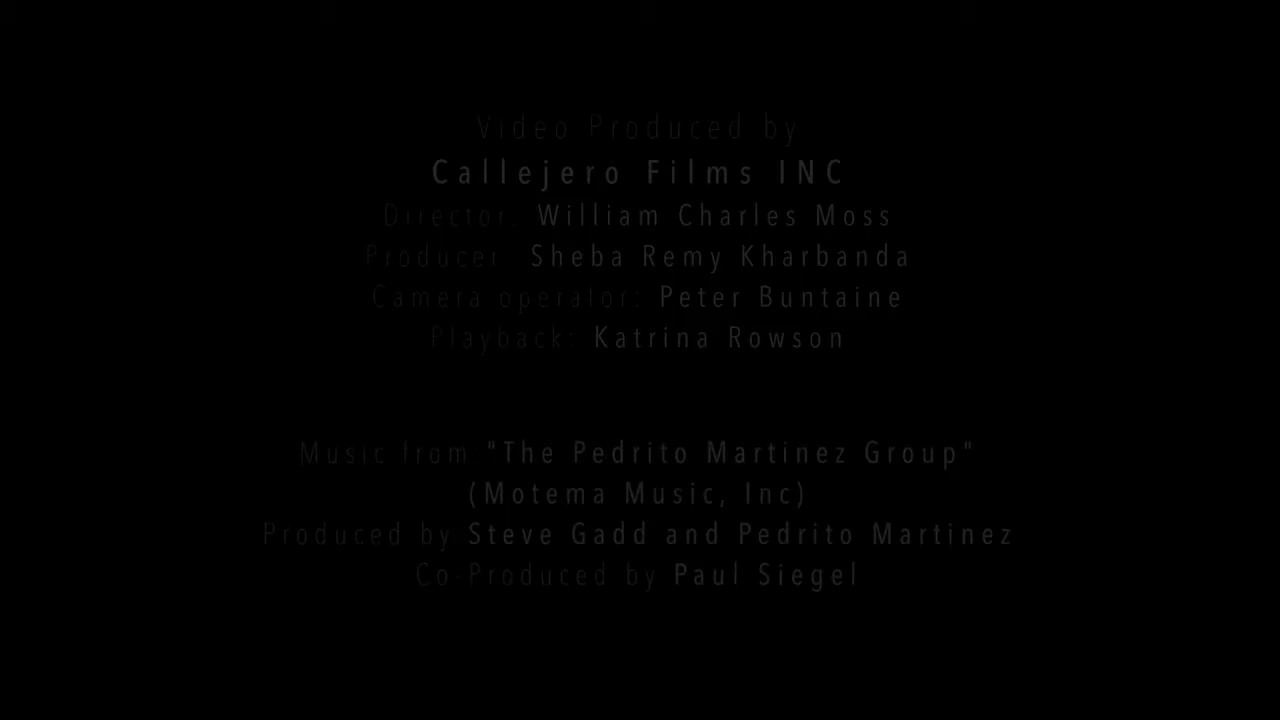 Video Produced by
Callejero Films INC
Director: William Charles Moss
Producer: Sheba Remy Kharbanda
Camera operator: Peter Buntaine
Playback: Katrina Rowson
Music from "The Pedrito Martinez Group"
(Motema Music, Inc)
Produced by Steve Gadd and Pedrito Martinez
Co-Produced by Paul Siegel